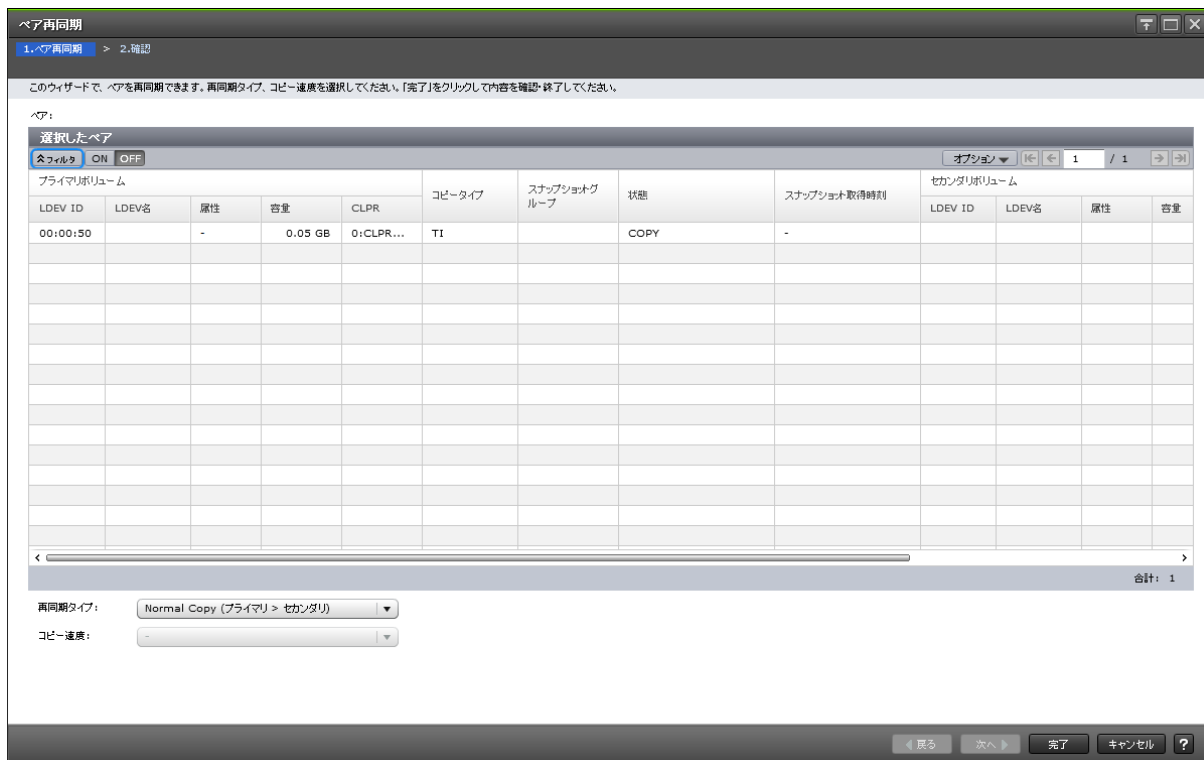 ペア再同期
1.ペア再同期 > 2.確認
このウィザードで、ペアを再同期できます。再同期タイプ、コピー速度を選択してください。「完了」をクリックして内容を確認・終了してください。
ペア:
選択したペア
フィルタ ON OFF オプション 1 / 1
プライマリボリューム コピータイプ スナップショットグループ 状態 スナップショット取得時刻 セカンダリボリューム
LDEV ID LDEV名 属性 容量 CLPR LDEV ID LDEV名 属性 容量
00:00:50 - 0.05 GB 0:CLPR... TI COPY -
合計: 1
再同期タイプ: Normal Copy (プライマリ > セカンダリ)
コピー速度: -
戻る 次へ 完了 キャンセル ?